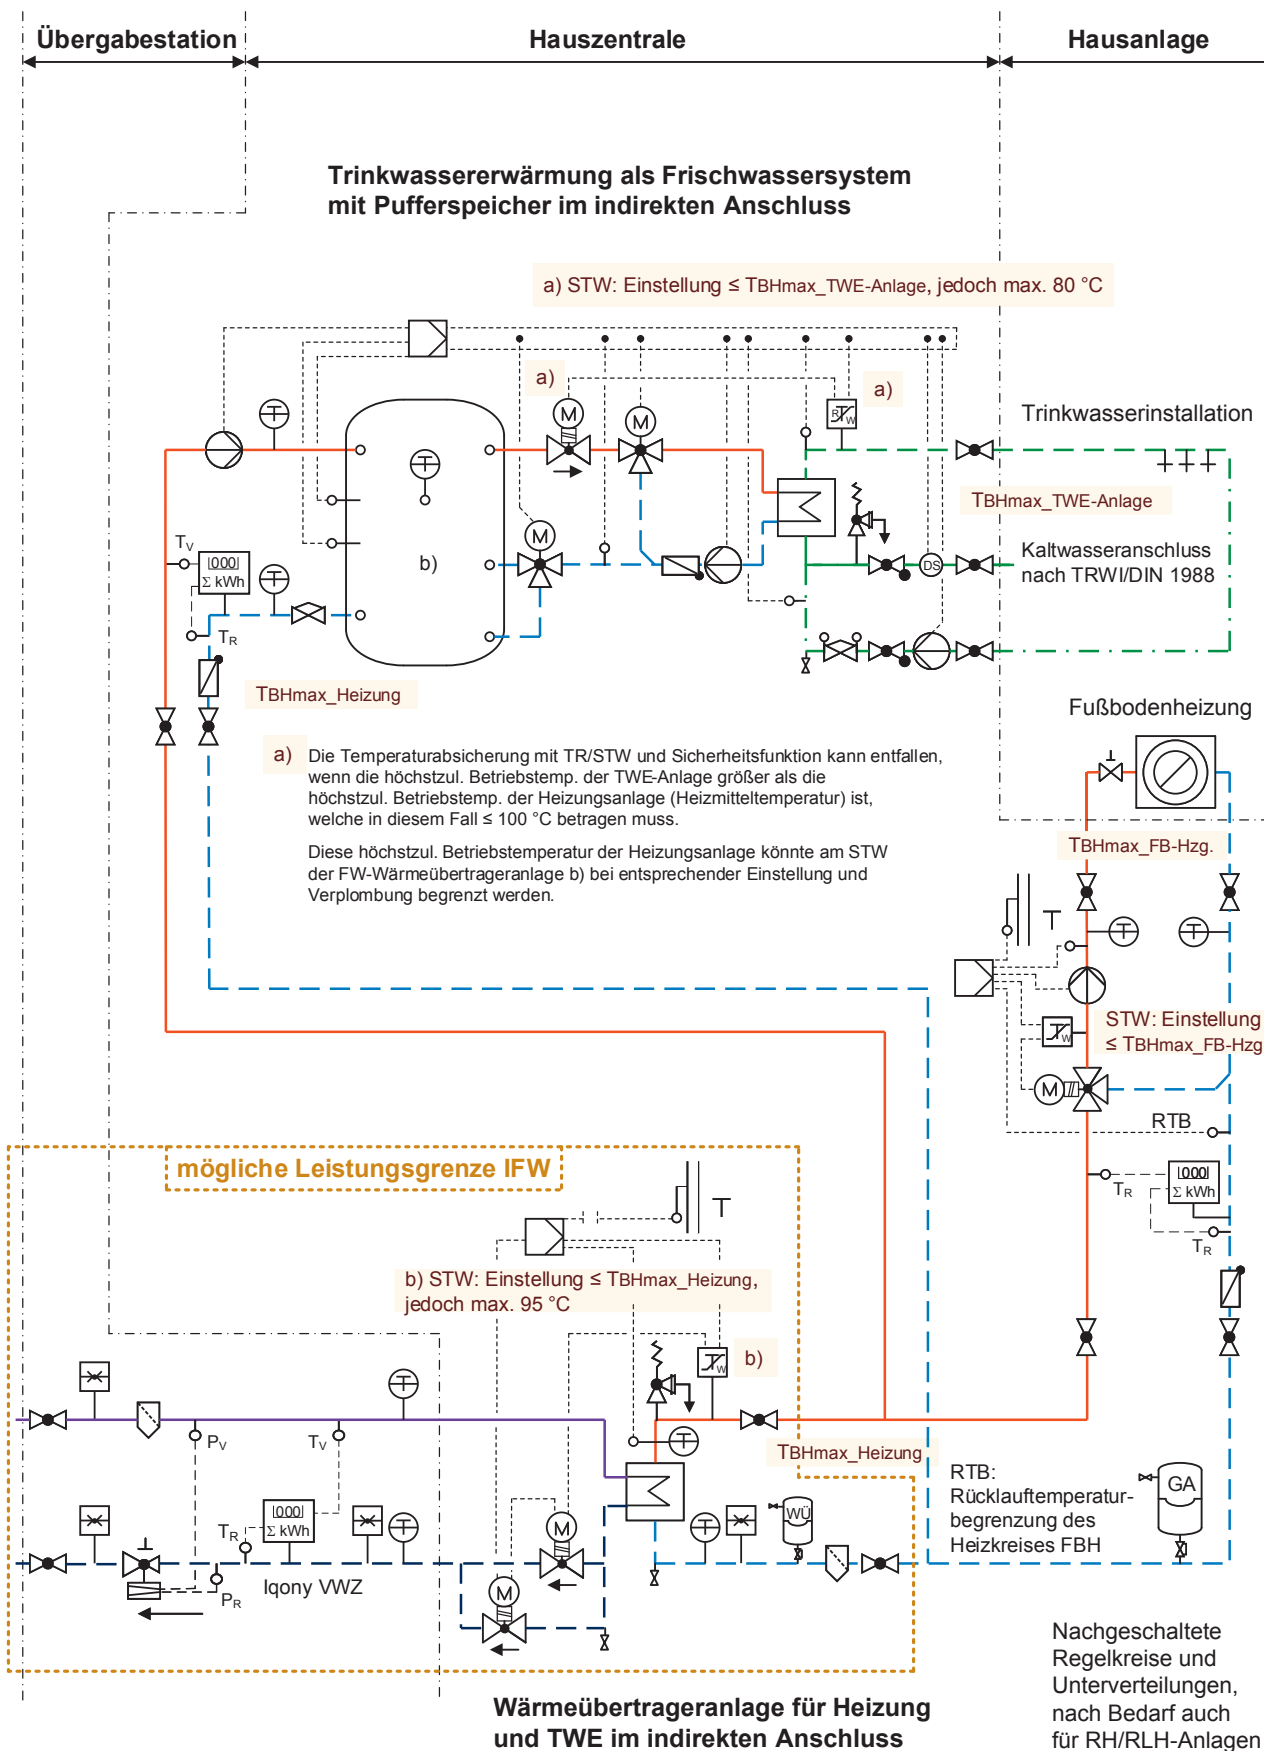 Übergabestation
Hauszentrale
Hausanlage
Trinkwassererwärmung als Frischwassersystem
mit Pufferspeicher im indirekten Anschluss
a) STW: Einstellung ≤ TBHmax_TWE-Anlage, jedoch max. 80 °C
a)
a)
M
M
R W
Trinkwasserinstallation
T
T
TBHmax_TWE-Anlage
M
b)
Kaltwasseranschluss
nach TRWI/DIN 1988
DS
TV
000
Σ kWh
T
TR
TBHmax_Heizung
Fußbodenheizung
a) Die Temperaturabsicherung mit TR/STW und Sicherheitsfunktion kann entfallen,
wenn die höchstzul. Betriebstemp. der TWE-Anlage größer als die
höchstzul. Betriebstemp. der Heizungsanlage (Heizmitteltemperatur) ist,
welche in diesem Fall ≤ 100 °C betragen muss.
Diese höchstzul. Betriebstemperatur der Heizungsanlage könnte am STW
der FW-Wärmeübertrageranlage b) bei entsprechender Einstellung und
Verplombung begrenzt werden.
TBHmax_FB-Hzg.
T
T
T
STW: Einstellung
≤ TBHmax_FB-Hzg
W
M
RTB
mögliche Leistungsgrenze IFW
TR
000
Σ kWh
TR
T
b) STW: Einstellung ≤ TBHmax_Heizung,
jedoch max. 95 °C
W
b)
T
PV
TV
T
TBHmax_Heizung
RTB:
Rücklauftemperatur-
begrenzung des
Heizkreises FBH
GA
TR
000
Σ kWh
T
M
T
WÜ
PR
Iqony VWZ
M
Nachgeschaltete
Regelkreise und
Unterverteilungen,
nach Bedarf auch
für RH/RLH-Anlagen
Wärmeübertrageranlage für Heizung
und TWE im indirekten Anschluss